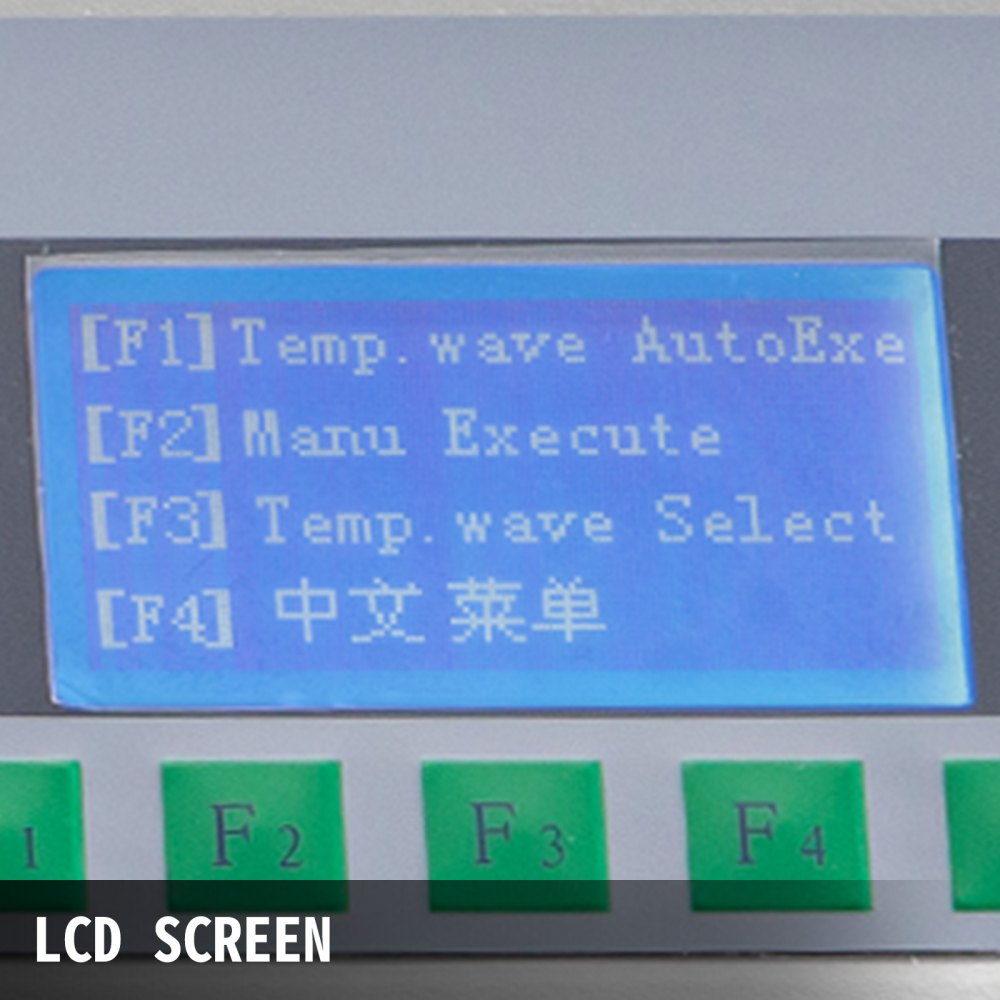 [F1]Temp.wave AutoExe
[F2] Manu Execute
[F3] Temp.wave Select
[F4] 中文菜单
1 F2 F3 F4
LCD SCREEN